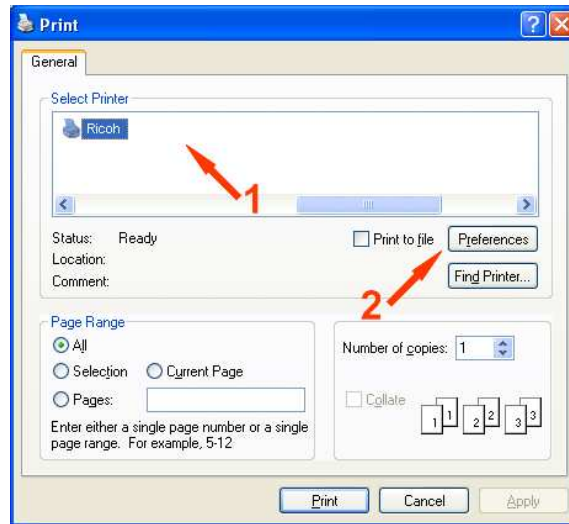 Print
General
Select Printer
Ricoh
1
Status: Ready
Print to file
Preferences
Location:
Comment:
Find Printer...
2
Page Range
All
Selection
Current Page
Pages:
Enter either a single page number or a single
page range. For example, 5-12
Number of copies: 1
Collate
1 1 2 2 3 3
Print
Cancel
Apply